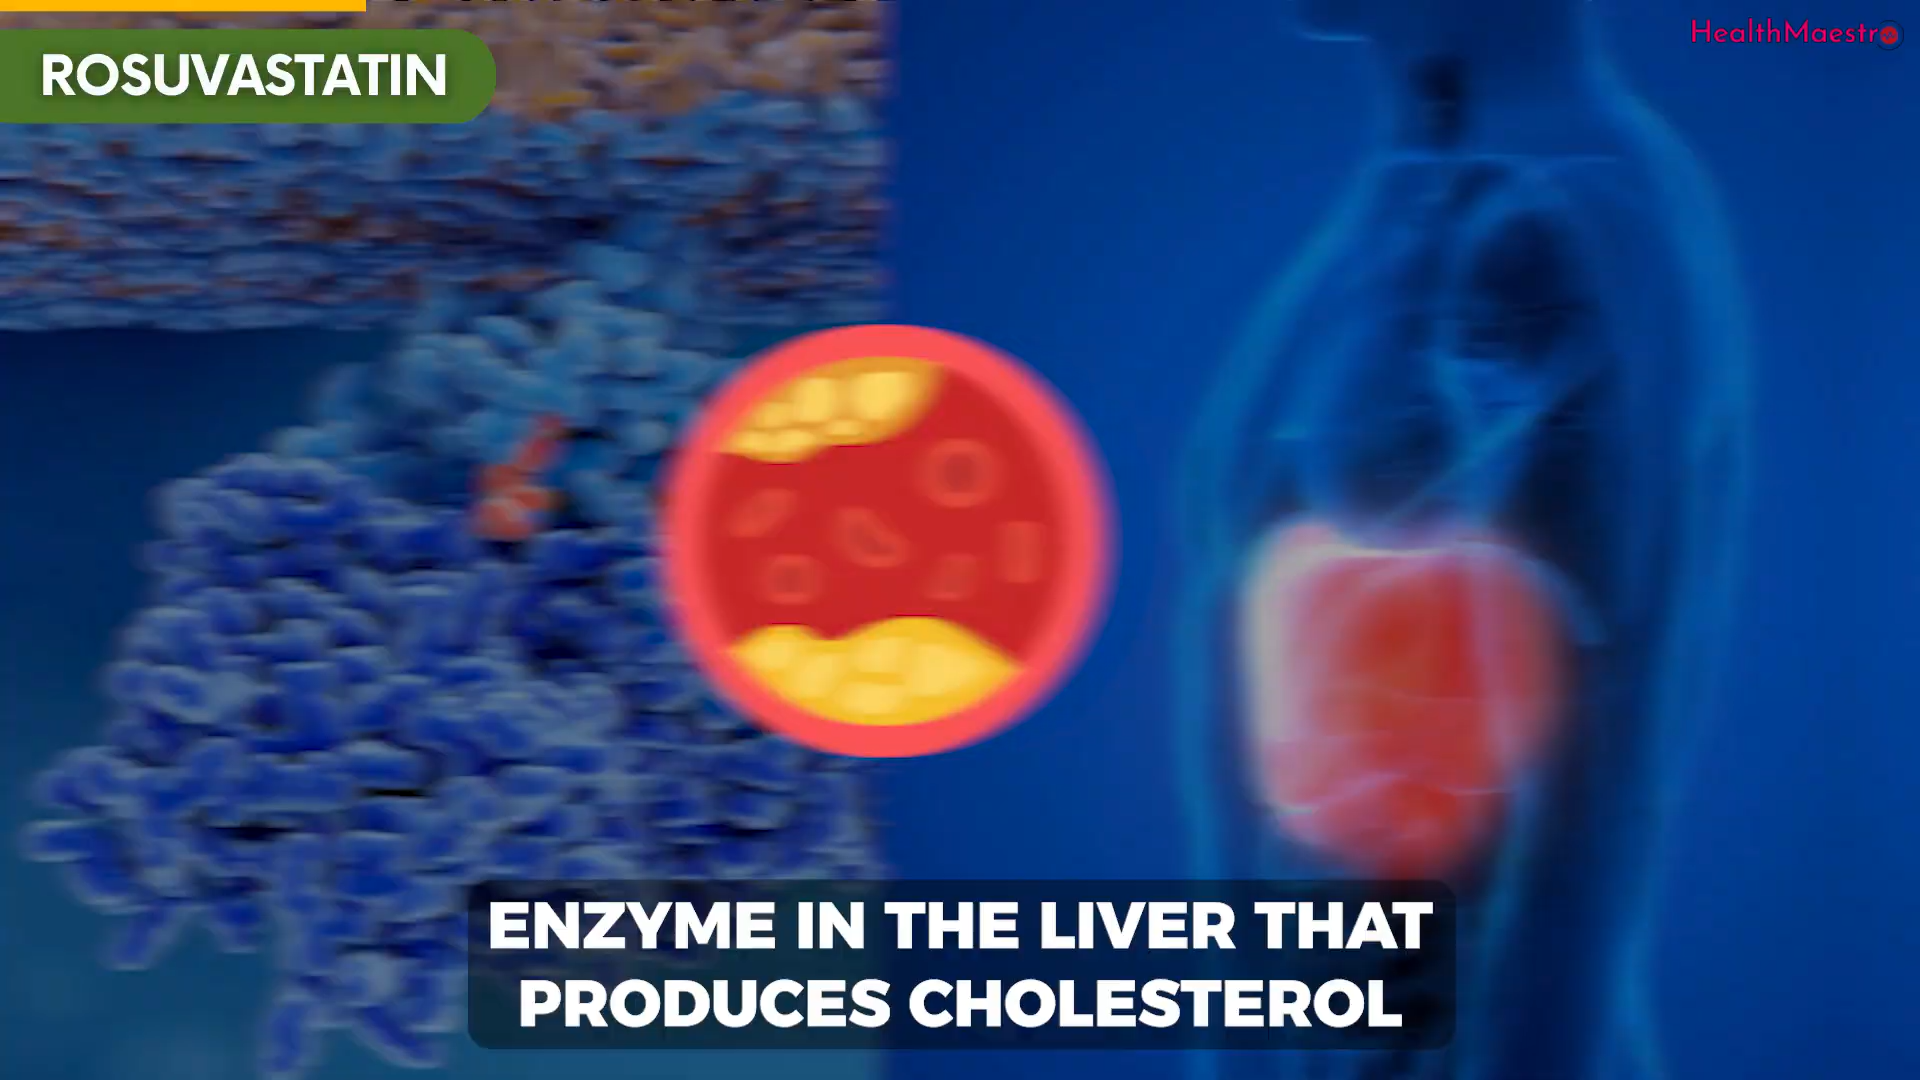 ROSUVASTATIN
HealthMaestro
ENZYME IN THE LIVER THAT
PRODUCES CHOLESTEROL